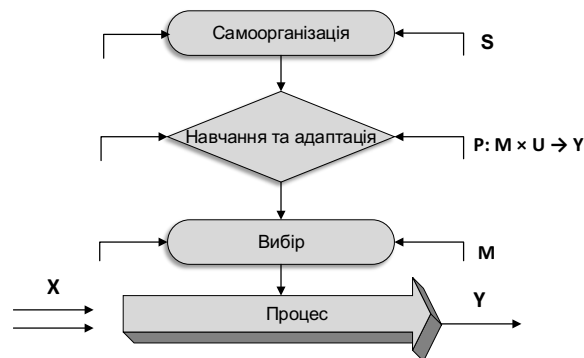 Самоорганізація
S
Навчання та адаптація
P: M × U → Y
Вибір
M
X
Y
Процес